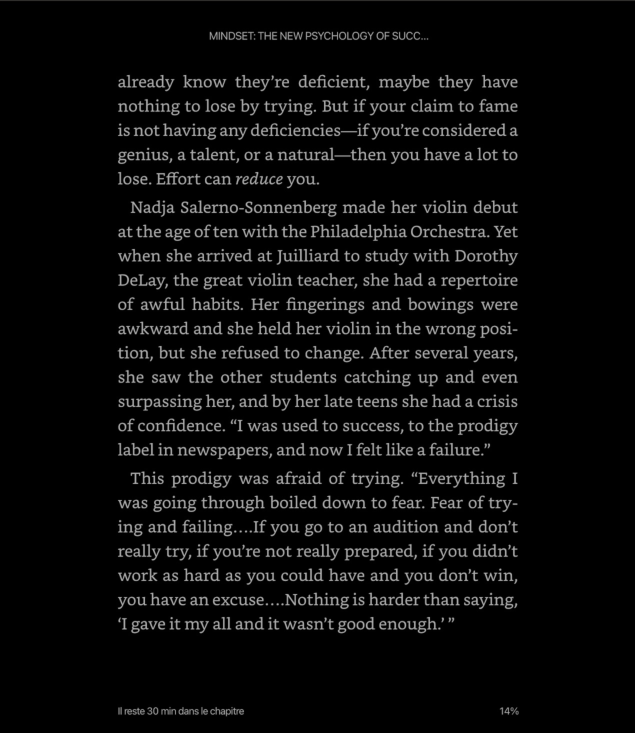 MINDSET: THE NEW PSYCHOLOGY OF SUCC...
already know they’re deficient, maybe they have
nothing to lose by trying. But if your claim to fame
is not having any deficiencies—if you’re considered a
genius, a talent, or a natural—then you have a lot to
lose. Effort can reduce you.
Nadja Salerno-Sonnenberg made her violin debut
at the age of ten with the Philadelphia Orchestra. Yet
when she arrived at Juilliard to study with Dorothy
DeLay, the great violin teacher, she had a repertoire
of awful habits. Her fingerings and bowings were
awkward and she held her violin in the wrong posi-
tion, but she refused to change. After several years,
she saw the other students catching up and even
surpassing her, and by her late teens she had a crisis
of confidence. “I was used to success, to the prodigy
label in newspapers, and now I felt like a failure.”
This prodigy was afraid of trying. “Everything I
was going through boiled down to fear. Fear of try-
ing and failing....If you go to an audition and don’t
really try, if you’re not really prepared, if you didn’t
work as hard as you could have and you don’t win,
you have an excuse....Nothing is harder than saying,
‘I gave it my all and it wasn’t good enough.’ ”
Il reste 30 min dans le chapitre
14%